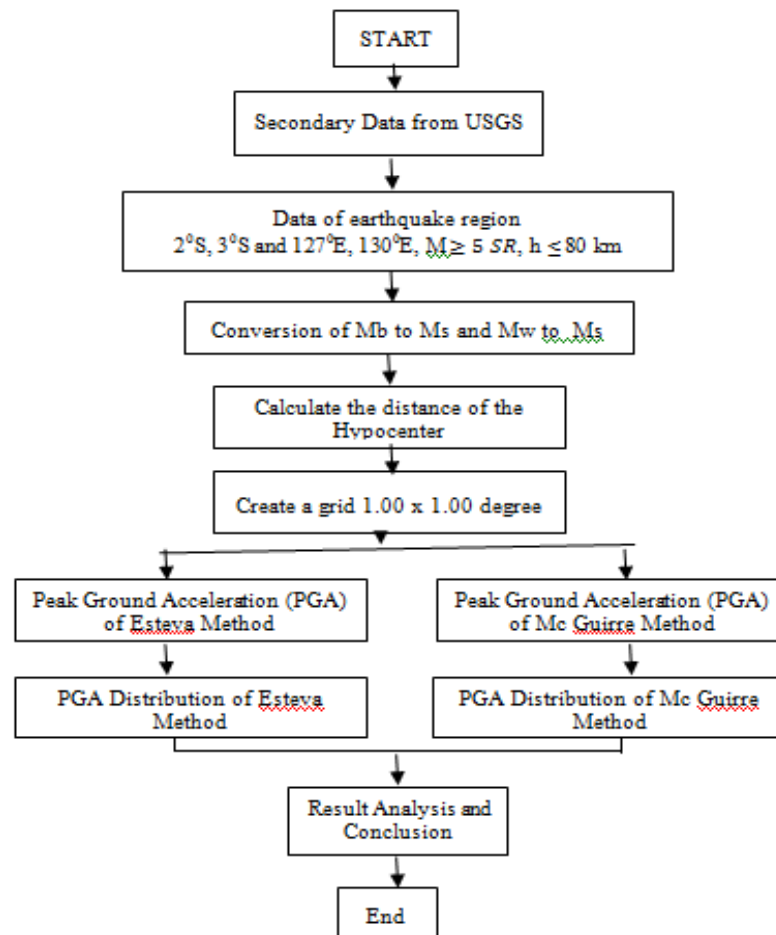 START
Secondary Data from USGS
Data of earthquake region
2⁰S, 3⁰S and 127⁰E, 130⁰E, M ≥ 5 SR, h ≤ 80 km
Conversion of Mb to Ms and Mw to Ms
Calculate the distance of the
Hypocenter
Create a grid 1.00 x 1.00 degree
Peak Ground Acceleration (PGA)
of Esteva Method
Peak Ground Acceleration (PGA)
of Mc Guirre Method
PGA Distribution of Esteva
Method
PGA Distribution of Mc Guirre
Method
Result Analysis and
Conclusion
End